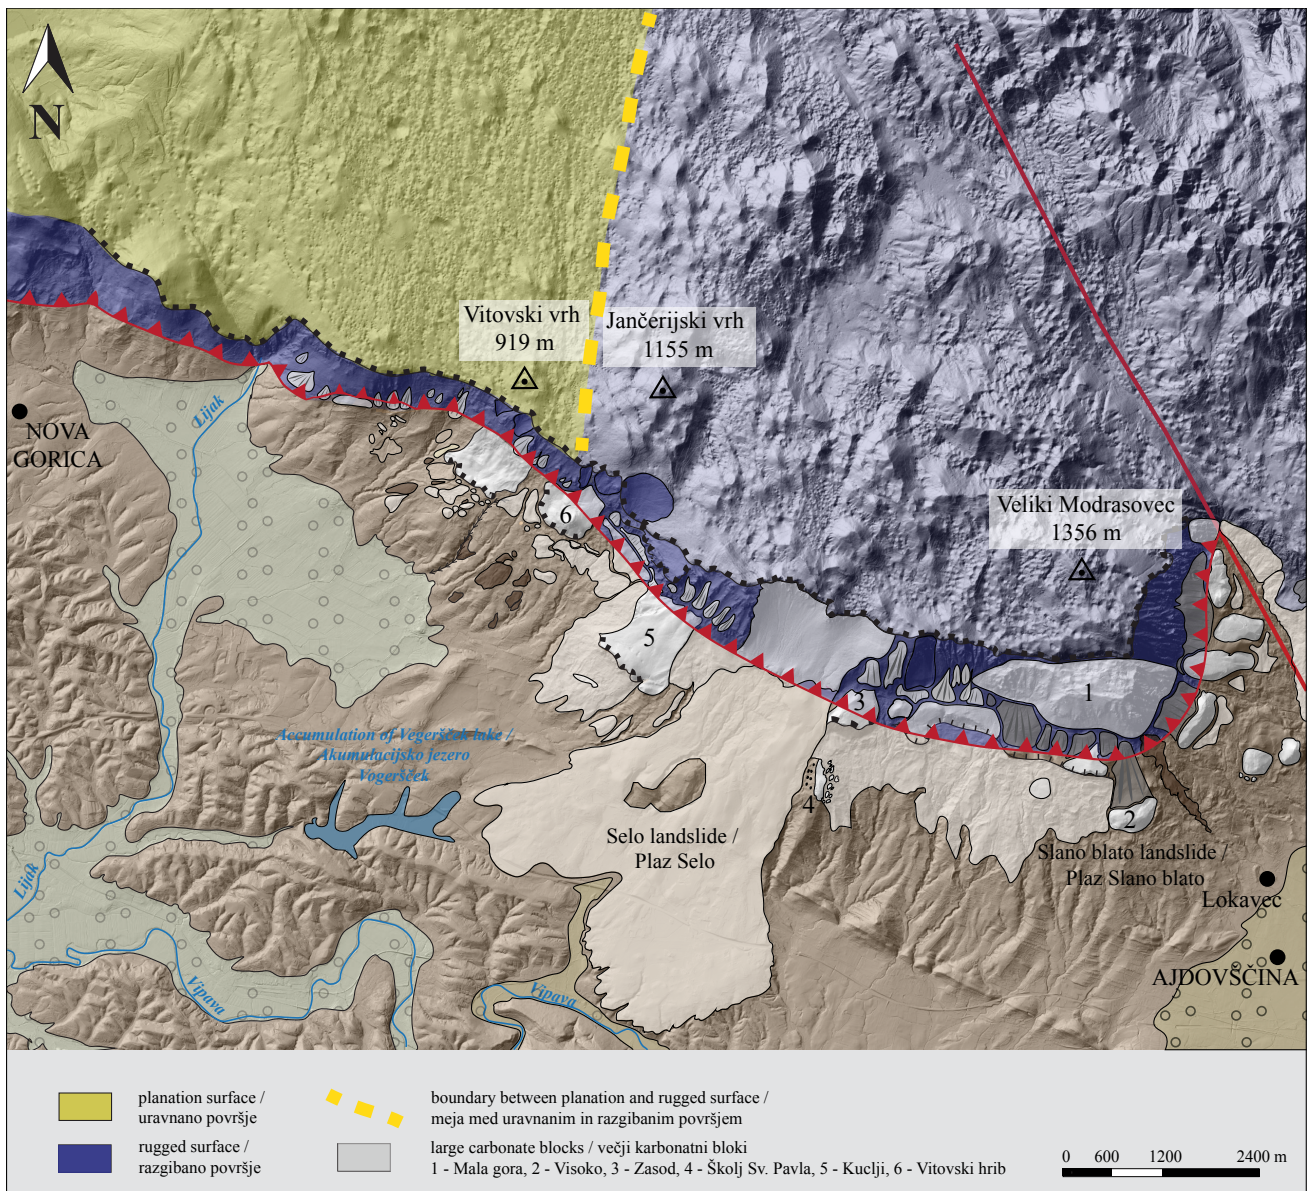 N
Vitovski vrh
919 m
Jančerijski vrh
1155 m
Veliki Modrasovec
1356 m
NOVA
GORICA
Lijak
6
5
1
3
4
2
Accumulation of Vegeršček lake /
Akumulacijsko jezero
Vogeršček
Selo landslide /
Plaz Selo
Slano blato landslide /
Plaz Slano blato
Lokavec
AJDOVŠČINA
Lijak
Vipava
Vipava
planation surface /
uravnano površje
rugged surface /
razgibano površje
boundary between planation and rugged surface /
meja med uravnanim in razgibanim površjem
large carbonate blocks / večji karbonatni bloki
1 - Mala gora, 2 - Visoko, 3 - Zasod, 4 - Školj Sv. Pavla, 5 - Kuclji, 6 - Vitovski hrib
0 600 1200 2400 m